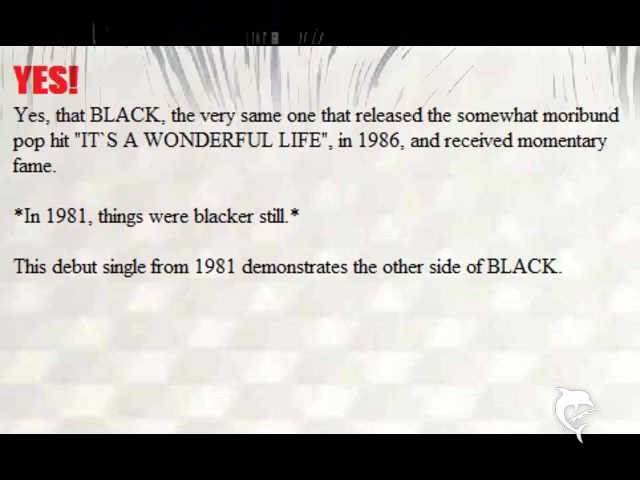 YES!
Yes, that BLACK, the very same one that released the somewhat moribund
pop hit "IT`S A WONDERFUL LIFE", in 1986, and received momentary
fame.
*In 1981, things were blacker still.*
This debut single from 1981 demonstrates the other side of BLACK.